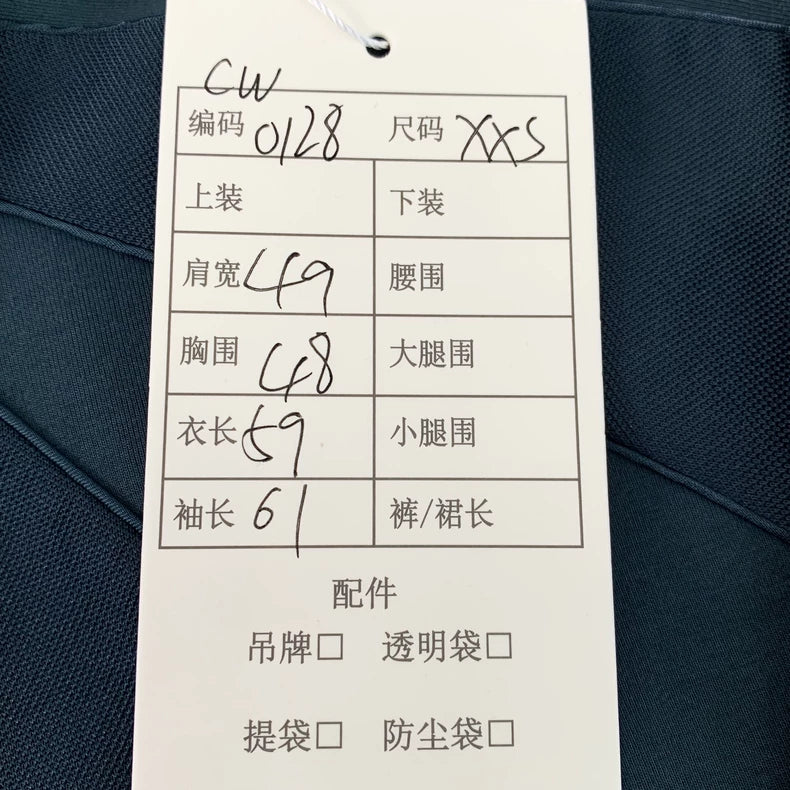 CW
编码 0128 尺码 XXS
上装 下装
肩宽 49 腰围
胸围 48 大腿围
衣长 59 小腿围
袖长 61 裤/裙长
配件
吊牌□ 透明袋□
提袋□ 防尘袋□